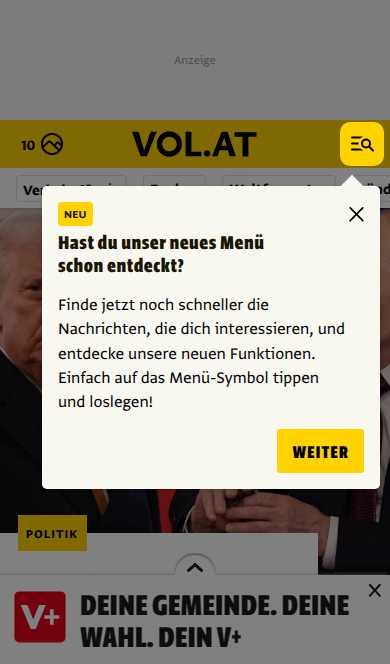 Anzeige
10
VOL.AT
NEU
Hast du unser neues Menü
schon entdeckt?
Finde jetzt noch schneller die
Nachrichten, die dich interessieren, und
entdecke unsere neuen Funktionen.
Einfach auf das Menü-Symbol tippen
und loslegen!
WEITER
POLITIK
V+
DEINE GEMEINDE. DEINE
WAHL. DEIN V+